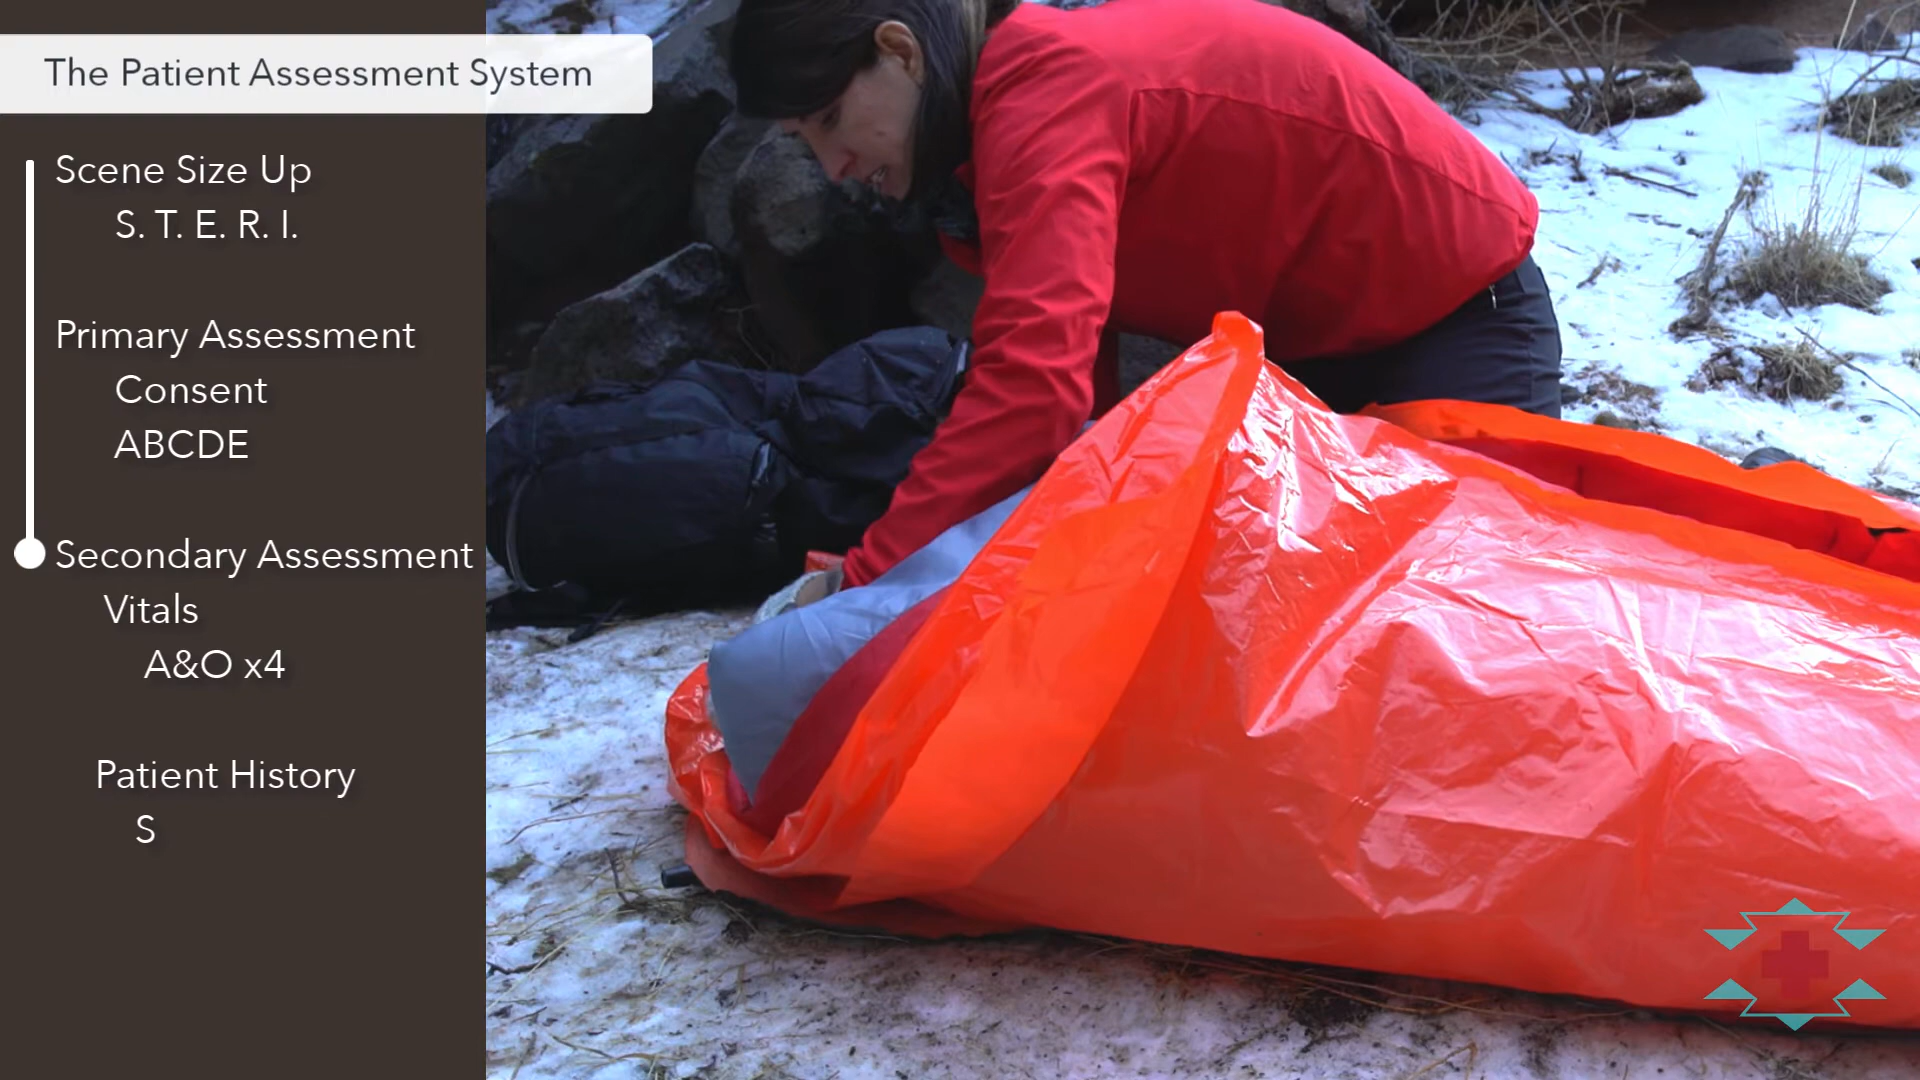 The Patient Assessment System
Scene Size Up
S. T. E. R. I.
Primary Assessment
Consent
ABCDE
Secondary Assessment
Vitals
A&O x4
Patient History
S